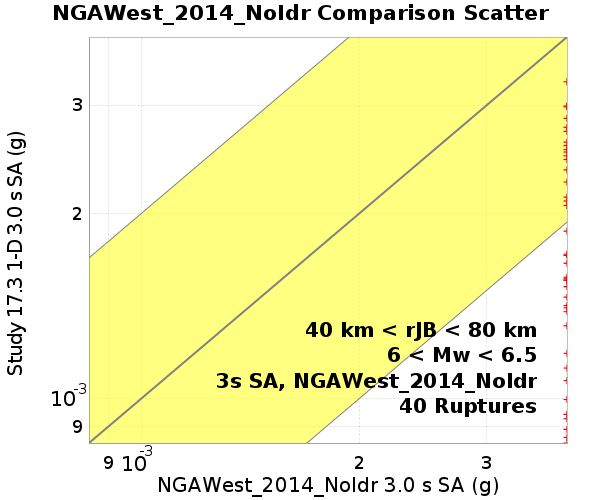 NGAWest_2014_NoIdr Comparison Scatter
Study 17.3 1-D 3.0 s SA (g)
3
2
10-3
9
40 km < rJB < 80 km
6 < Mw < 6.5
3s SA, NGAWest_2014_NoIdr
40 Ruptures
9 10-3 2 3
NGAWest_2014_NoIdr 3.0 s SA (g)